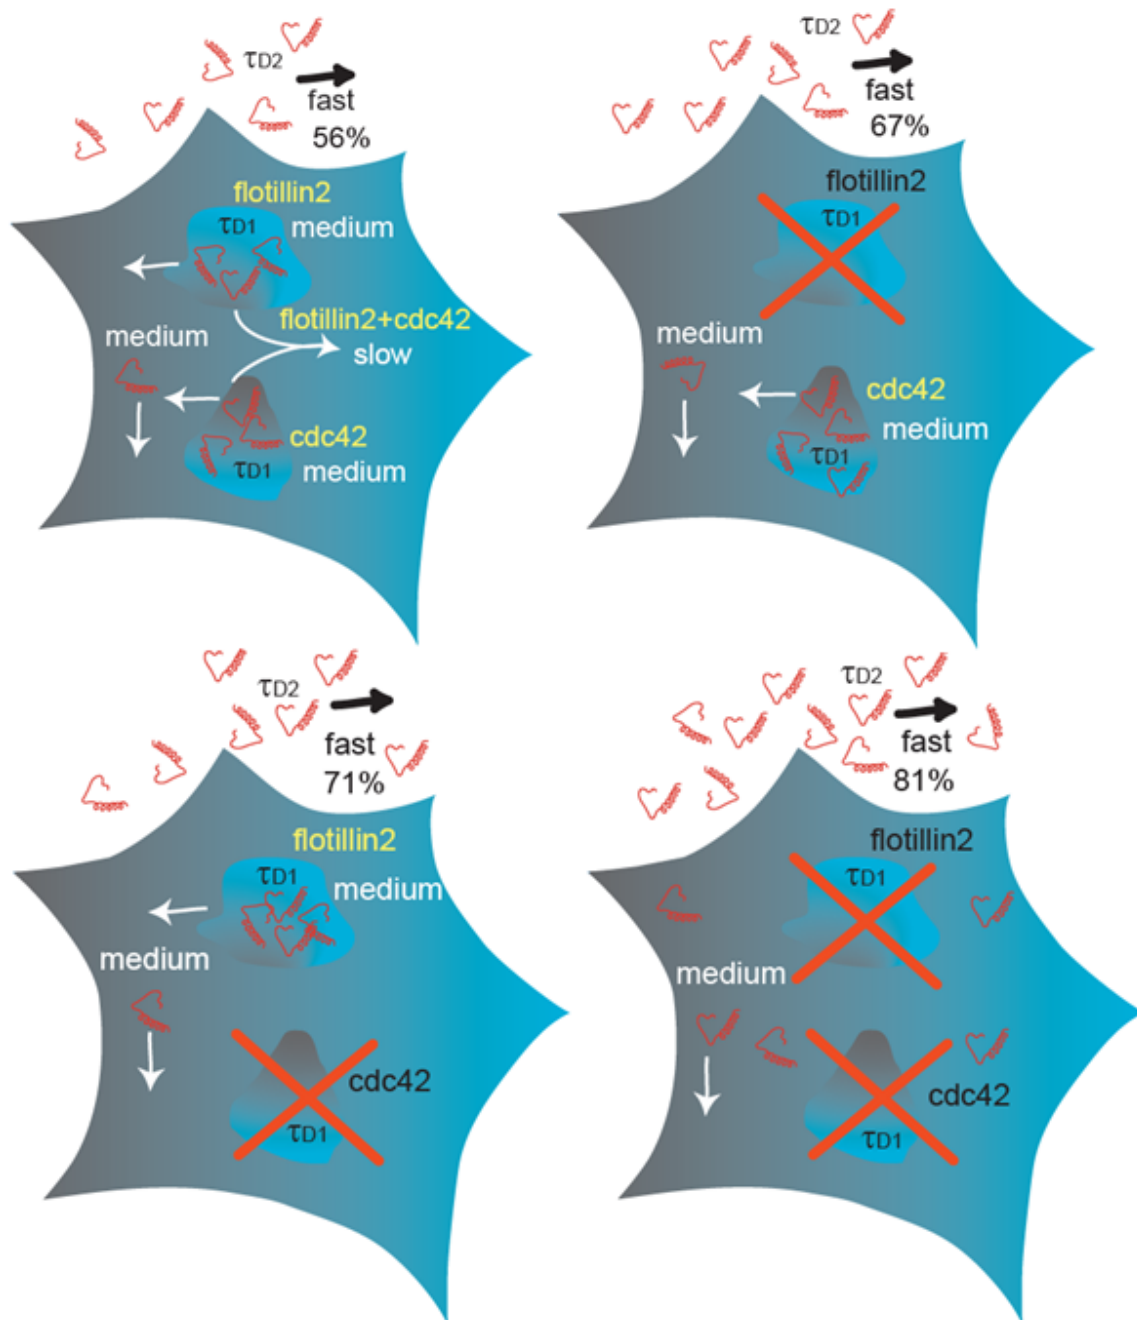 τD2
fast
56%
flotillin2
τD1
medium
flotillin2+cdc42
slow
medium
cdc42
medium
τD1
τD2
fast
67%
flotillin2
τD1
medium
cdc42
medium
τD1
τD2
fast
71%
flotillin2
τD1
medium
medium
cdc42
τD1
τD2
fast
81%
flotillin2
τD1
medium
cdc42
τD1